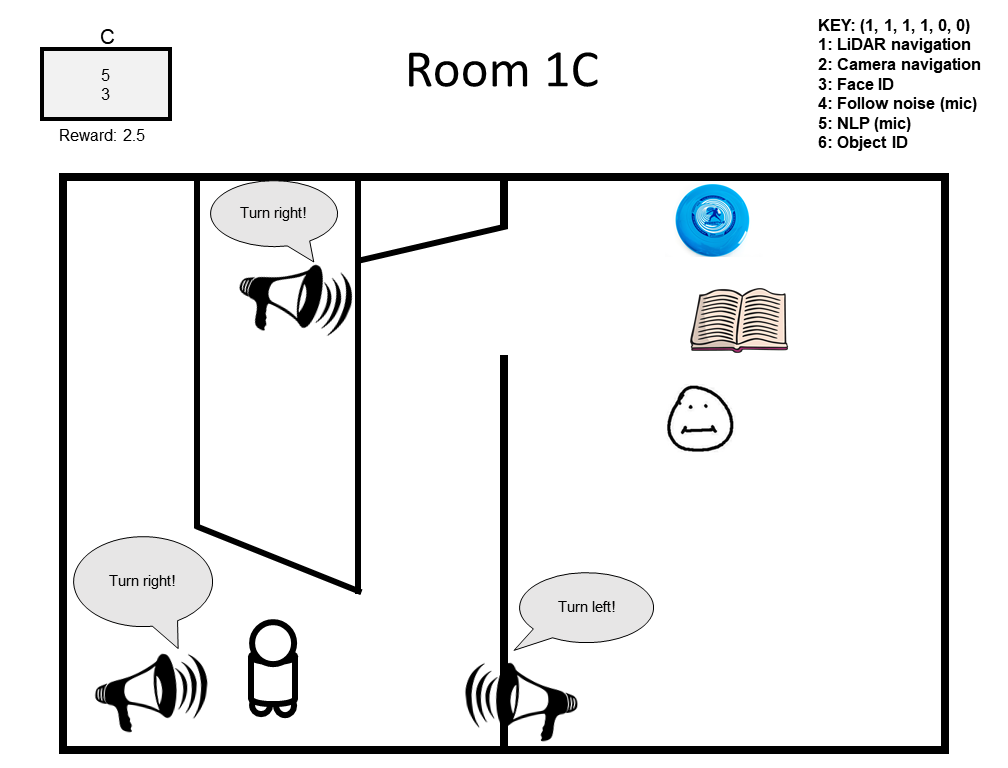 C
5
3
Reward: 2.5
Room 1C
KEY: (1, 1, 1, 1, 0, 0)
1: LiDAR navigation
2: Camera navigation
3: Face ID
4: Follow noise (mic)
5: NLP (mic)
6: Object ID
Turn right!
Turn right!
Turn left!